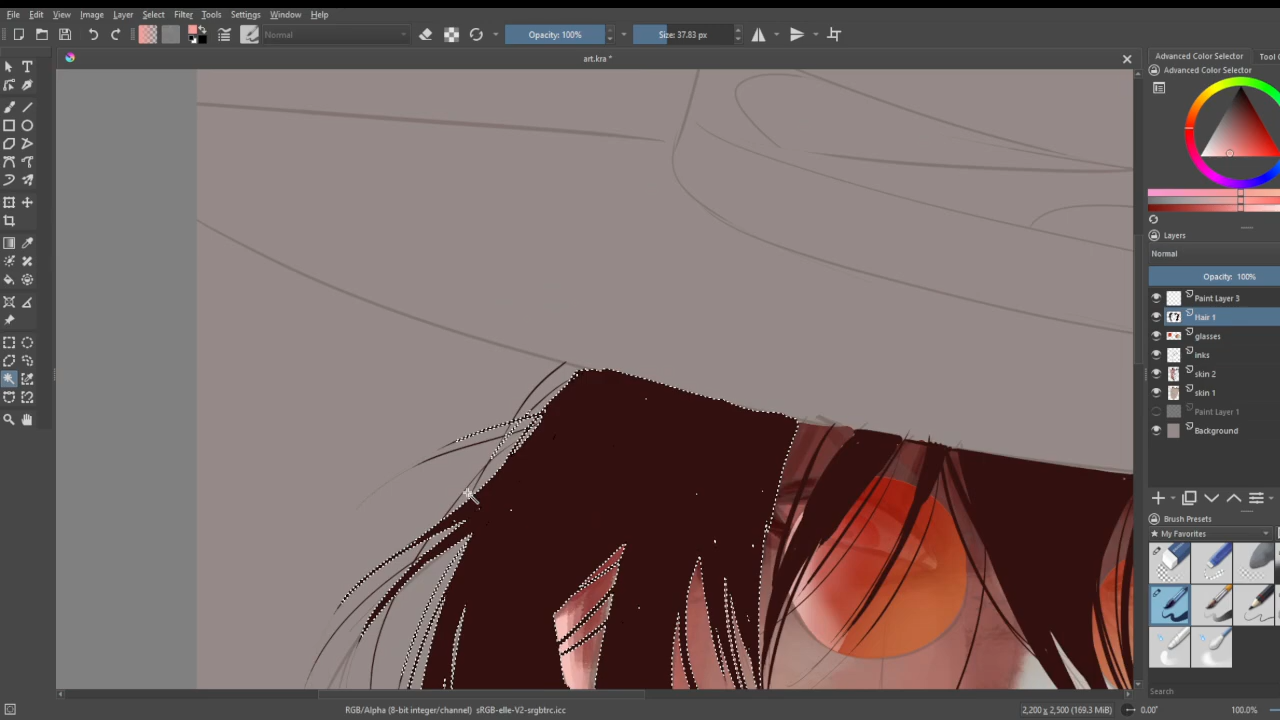 File Edit View Image Layer Select Filter Tools Settings Window Help
Normal Opacity: 100% Size: 37.83 px
art.kra *
Advanced Color Selector Tool
Advanced Color Selector
Layers
Normal
Opacity: 100%
Paint Layer 3
Hair 1
glasses
inks
skin 2
skin 1
Paint Layer 1
Background
Brush Presets
★ My Favorites
Search
RGB/Alpha (8-bit integer/channel) sRGB-elle-V2-srgbtrc.icc 2,200 x 2,500 (169.3 MiB) 0.00° 100.0%